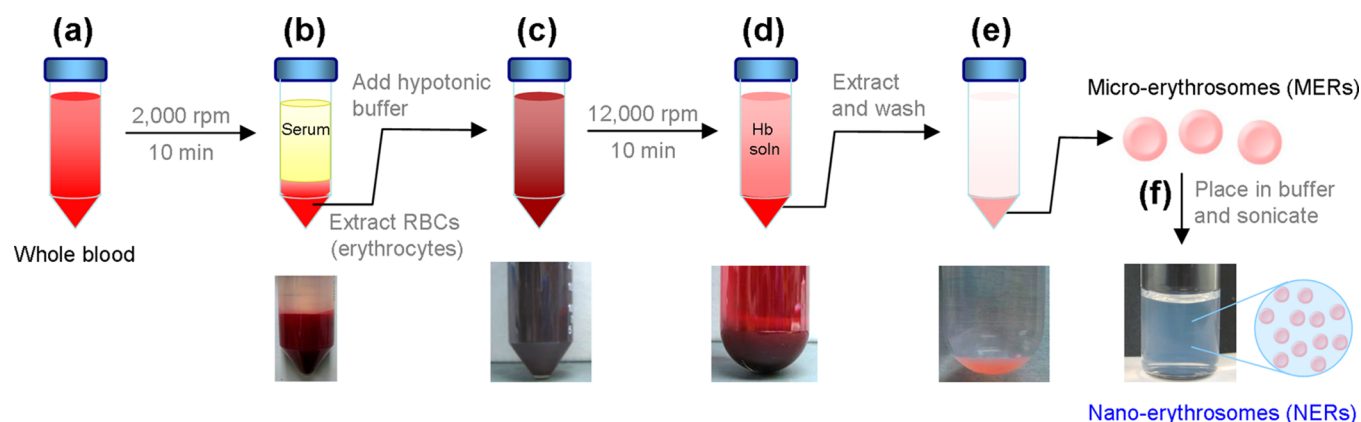 (a)
(b)
(c)
(d)
(e)
2,000 rpm
10 min
Serum
Add hypotonic
buffer
Extract RBCs
(erythrocytes)
12,000 rpm
10 min
Hb
soln
Extract
and wash
Micro-erythrosomes (MERs)
(f)
Place in buffer
and sonicate
Whole blood
Nano-erythrosomes (NERs)